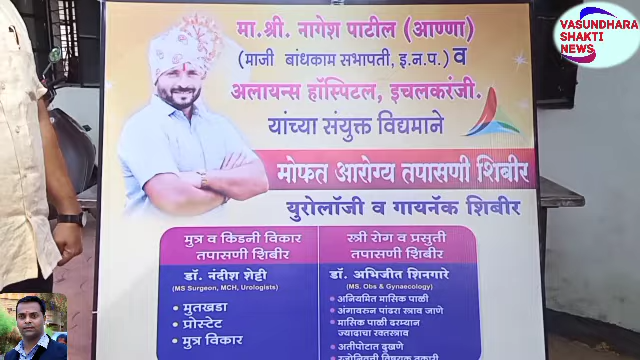 मा.श्री. नागेश पाटील (आण्णा)
(माजी बांधकाम सभापती, इ.न.प.) व
अलायन्स हॉस्पिटल, इचलकरंजी.
यांच्या संयुक्त विद्यमाने
मोफत आरोग्य तपासणी शिबीर
युरोलॉजी व गायनॅक शिबीर
मुत्र व किडनी विकार
तपासणी शिबीर
डॉ. नंदीश शेट्टी
(MS Surgeon, MCH, Urologists)
• मुतखडा
• प्रोस्टेट
• मुत्र विकार
स्त्री रोग व प्रसुती
तपासणी शिबीर
डॉ. अभिजीत शिनगारे
(MS. Obs & Gynaecology)
• अनियमित मासिक पाळी
• अंगावरुन पांढरा स्त्राव जाणे
• मासिक पाळी दरम्यान
ज्यादाचा रक्तस्त्राव
• अतीपोटात दुखणे
VASUNDHARA
SHAKTI
NEWS